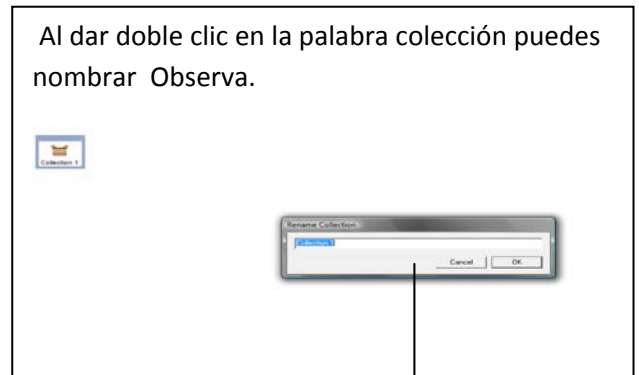 Al dar doble clic en la palabra colección puedes
nombrar Observa.
Collection 1
Rename Collection
Collection 1
Cancel
OK